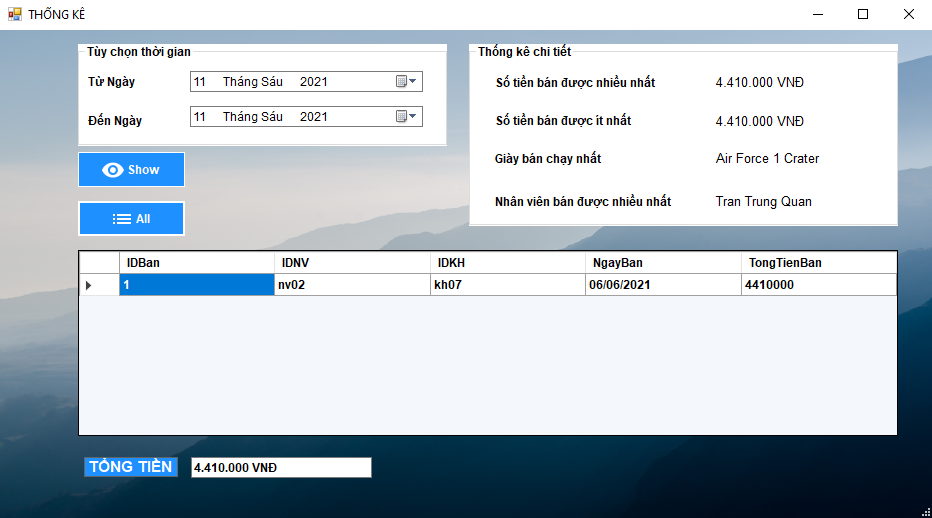 THỐNG KÊ
Tùy chọn thời gian
Từ Ngày
11 Tháng Sáu 2021
Đến Ngày
11 Tháng Sáu 2021
Show
All
Thống kê chi tiết
Số tiền bán được nhiều nhất 4.410.000 VNĐ
Số tiền bán được ít nhất 4.410.000 VNĐ
Giày bán chạy nhất Air Force 1 Crater
Nhân viên bán được nhiều nhất Tran Trung Quan
IDBan IDNV IDKH NgayBan TongTienBan
1 nv02 kh07 06/06/2021 4410000
TỔNG TIỀN 4.410.000 VNĐ